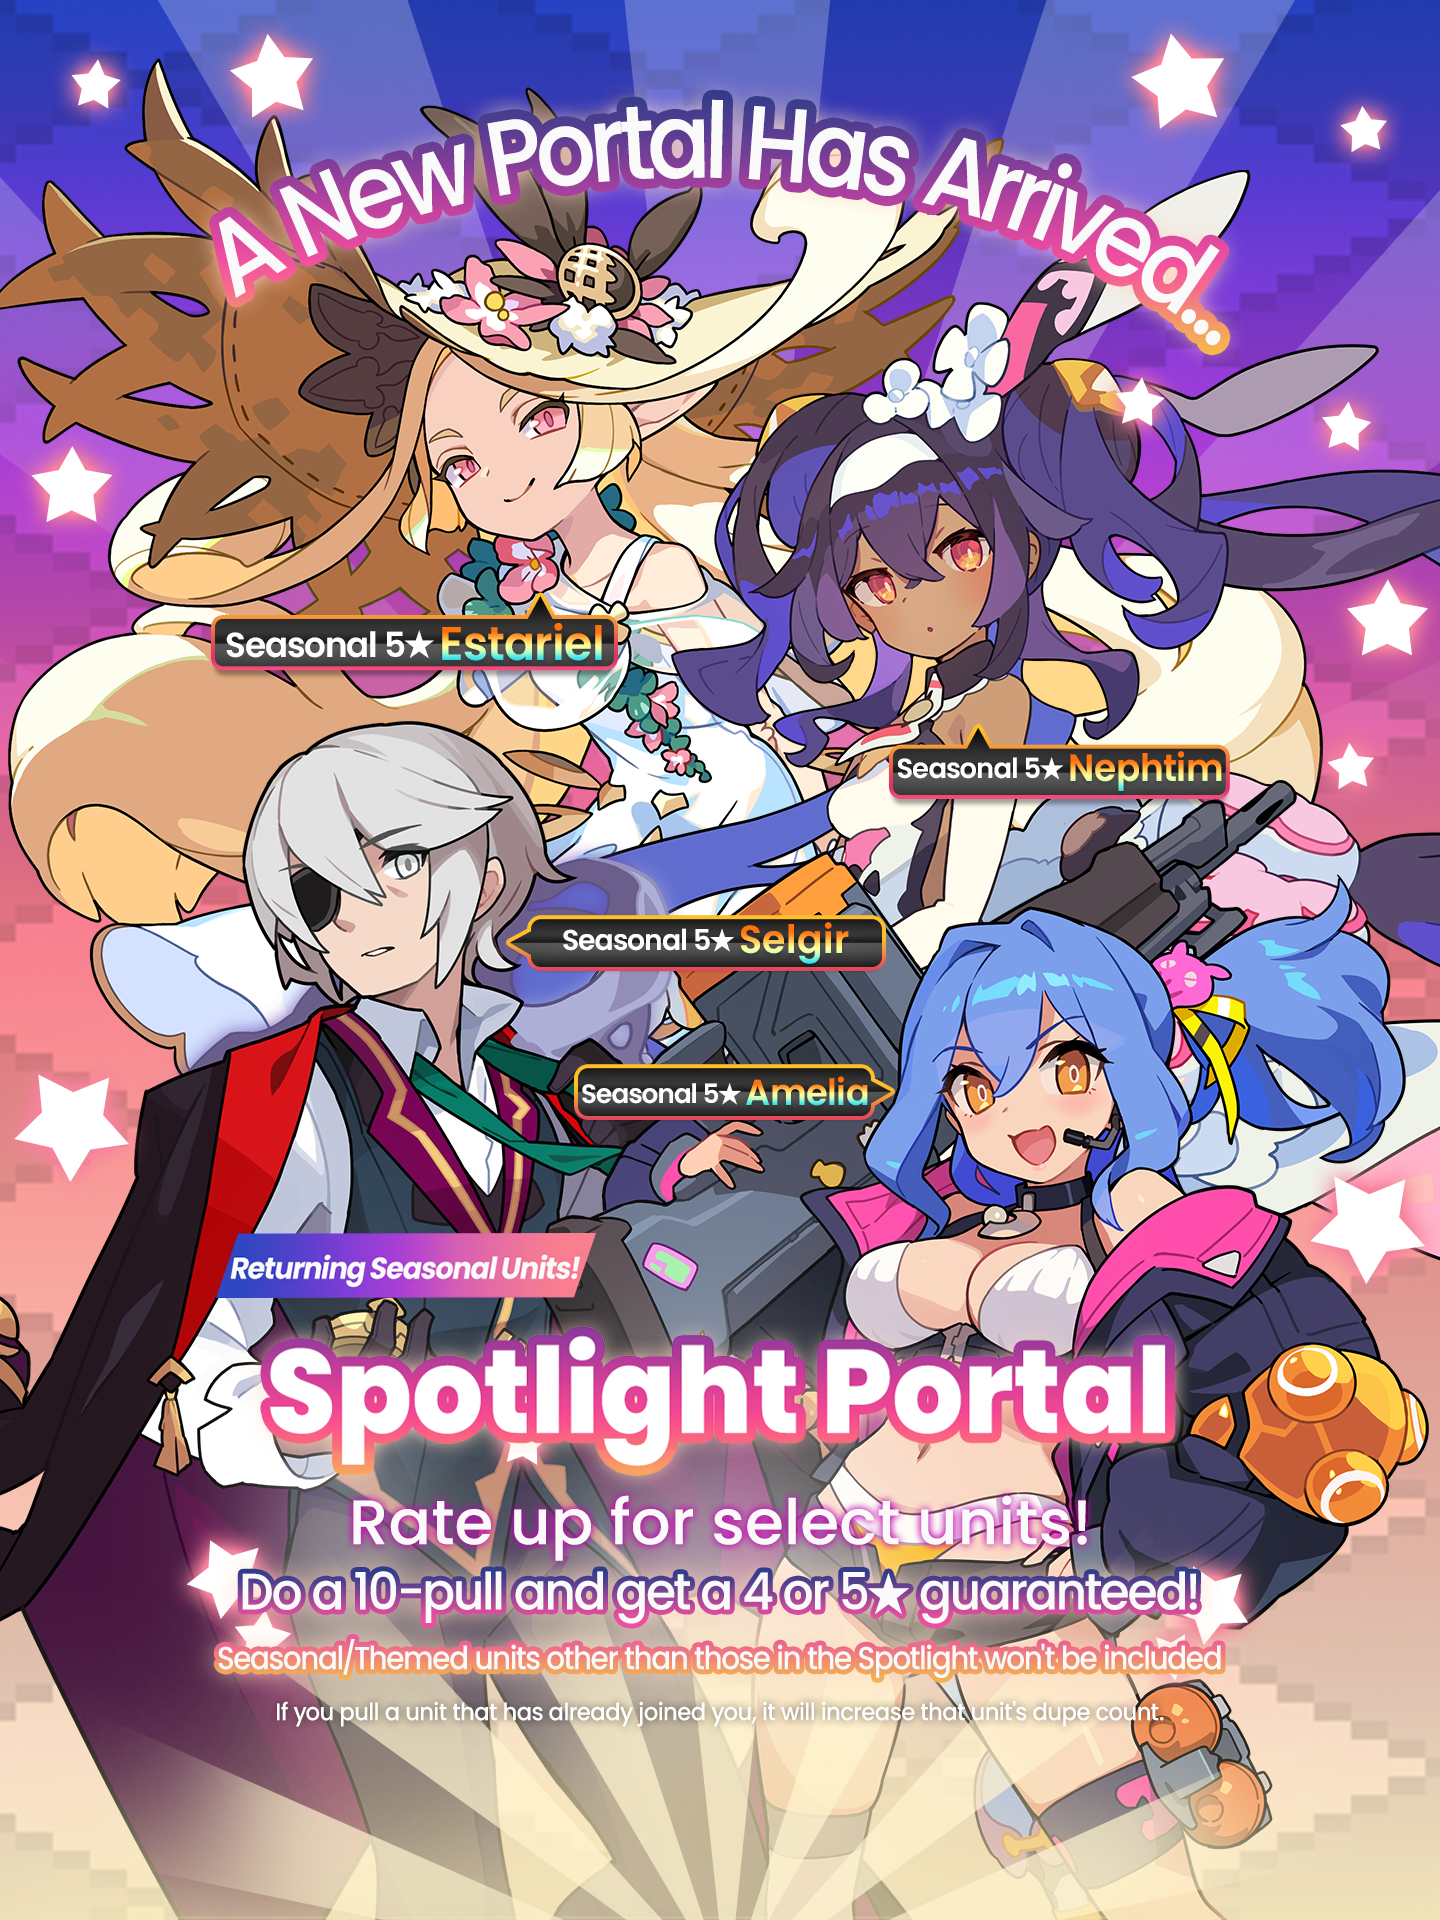 A New Portal Has Arrived...
Seasonal 5★ Estariel
Seasonal 5★ Nephtim
Seasonal 5★ Selgir
Seasonal 5★ Amelia
Returning Seasonal Units!
Spotlight Portal
Rate up for select units!
Do a 10-pull and get a 4 or 5★ guaranteed!
Seasonal/Themed units other than those in the Spotlight won't be included
If you pull a unit that has already joined you, it will increase that unit's dupe count.